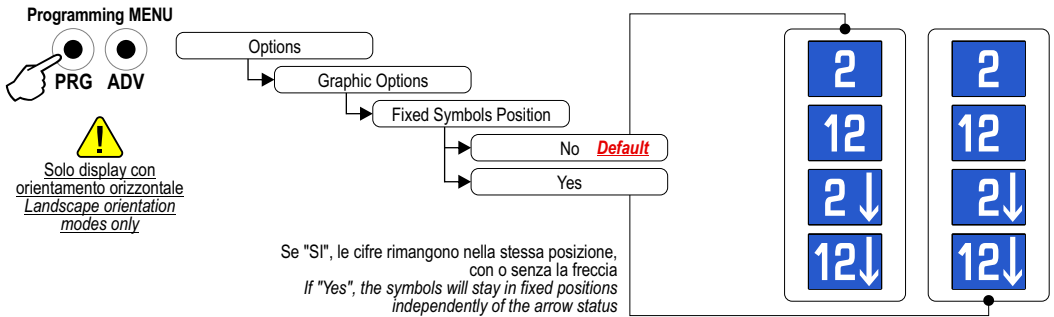 Programming MENU
PRG ADV
Options
Graphic Options
Fixed Symbols Position
No Default
Yes
!
Solo display con
orientamento orizzontale
Landscape orientation
modes only
Se "SI", le cifre rimangono nella stessa posizione,
con o senza la freccia
If "Yes", the symbols will stay in fixed positions
independently of the arrow status
2
12
2↓
12↓
2
12
2↓
12↓